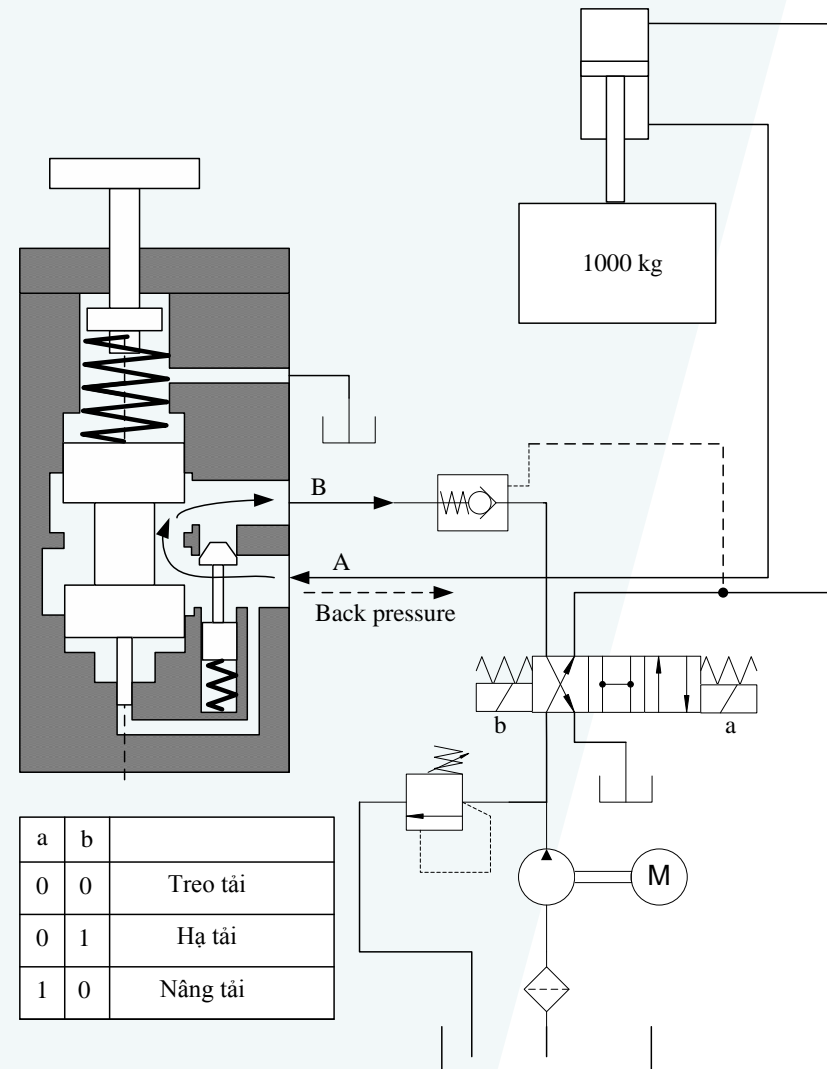 1000 kg
B
A
Back pressure
b
a
M
a b
0 0 Treo tải
0 1 Hạ tải
1 0 Nâng tải